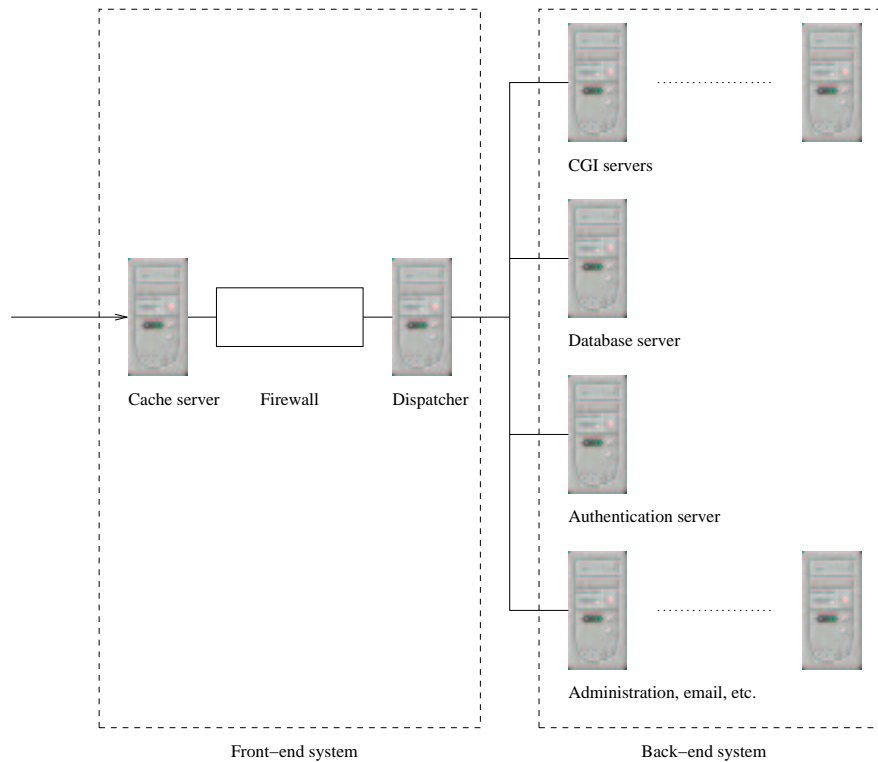 CGI servers
Database server
Cache server
Firewall
Dispatcher
Authentication server
Administration, email, etc.
Front−end system
Back−end system